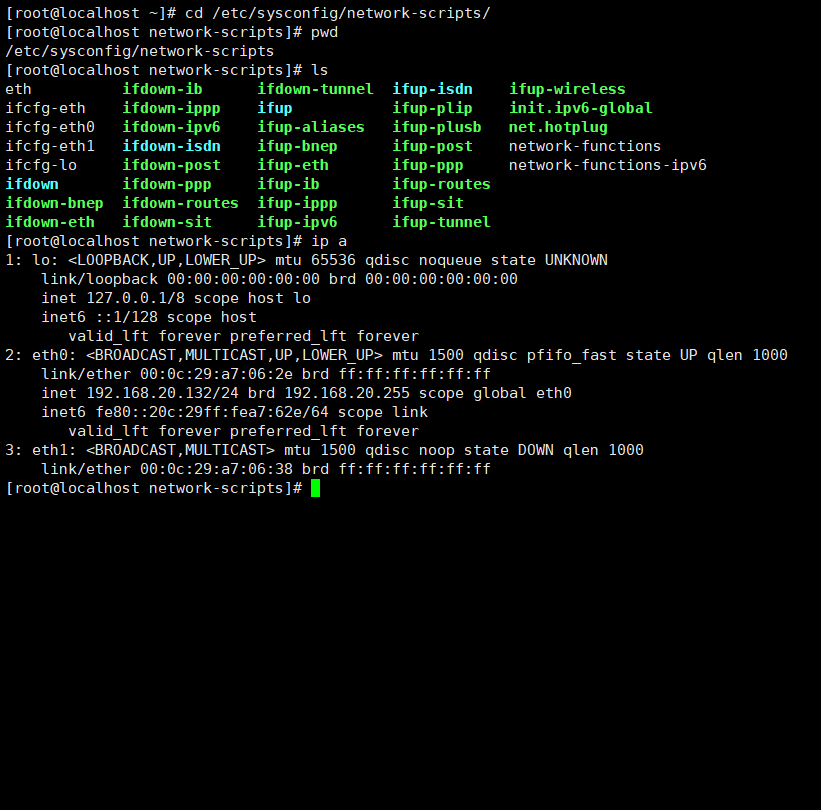 [root@localhost ~]# cd /etc/sysconfig/network-scripts/
[root@localhost network-scripts]# pwd
/etc/sysconfig/network-scripts
[root@localhost network-scripts]# ls
eth          ifdown-ib      ifdown-tunnel  ifup-isdn    ifup-wireless
ifcfg-eth    ifdown-ippp    ifup           ifup-plip    init.ipv6-global
ifcfg-eth0   ifdown-ipv6    ifup-aliases   ifup-plusb   net.hotplug
ifcfg-eth1   ifdown-isdn    ifup-bnep      ifup-post    network-functions
ifcfg-lo     ifdown-post    ifup-eth       ifup-ppp     network-functions-ipv6
ifdown       ifdown-ppp     ifup-ib        ifup-routes
ifdown-bnep  ifdown-routes  ifup-ippp      ifup-sit
ifdown-eth   ifdown-sit     ifup-ipv6      ifup-tunnel
[root@localhost network-scripts]# ip a
1: lo: <LOOPBACK,UP,LOWER_UP> mtu 65536 qdisc noqueue state UNKNOWN
    link/loopback 00:00:00:00:00:00 brd 00:00:00:00:00:00
    inet 127.0.0.1/8 scope host lo
    inet6 ::1/128 scope host
       valid_lft forever preferred_lft forever
2: eth0: <BROADCAST,MULTICAST,UP,LOWER_UP> mtu 1500 qdisc pfifo_fast state UP qlen 1000
    link/ether 00:0c:29:a7:06:2e brd ff:ff:ff:ff:ff:ff
    inet 192.168.20.132/24 brd 192.168.20.255 scope global eth0
    inet6 fe80::20c:29ff:fea7:62e/64 scope link
       valid_lft forever preferred_lft forever
3: eth1: <BROADCAST,MULTICAST> mtu 1500 qdisc noop state DOWN qlen 1000
    link/ether 00:0c:29:a7:06:38 brd ff:ff:ff:ff:ff:ff
[root@localhost network-scripts]#